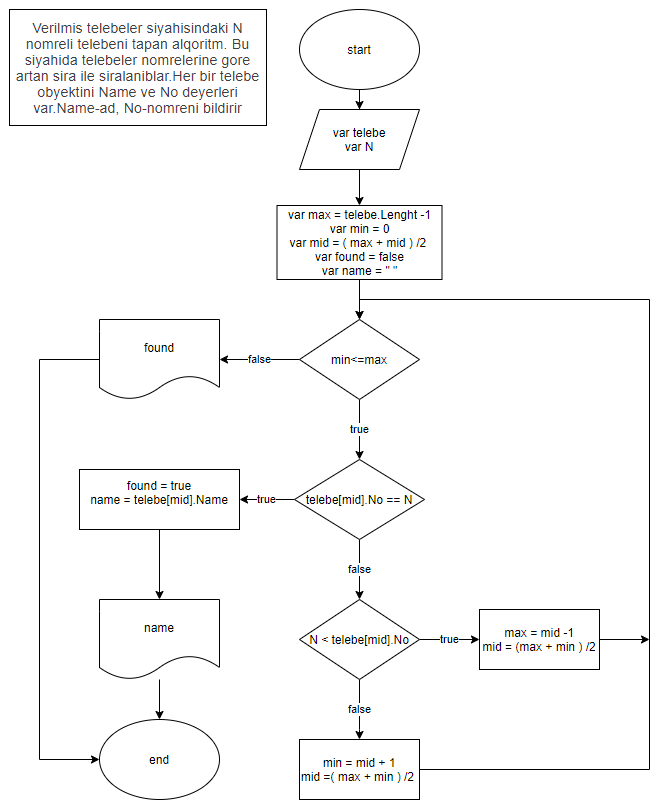 Verilmis telebeler siyahisindaki N
nomreli telebeni tapan alqoritm. Bu
siyahida telebeler nomrelerine gore
artan sira ile siralaniblar.Her bir telebe
obyektini Name ve No deyerleri
var.Name-ad, No-nomreni bildirir
start
var telebe
var N
var max = telebe.Lenght -1
var min = 0
var mid = ( max + mid ) /2
var found = false
var name = " "
min<=max
false
found
true
telebe[mid].No == N
true
found = true
name = telebe[mid].Name
false
name
N < telebe[mid].No
true
max = mid -1
mid = (max + min ) /2
false
min = mid + 1
mid =( max + min ) /2
end